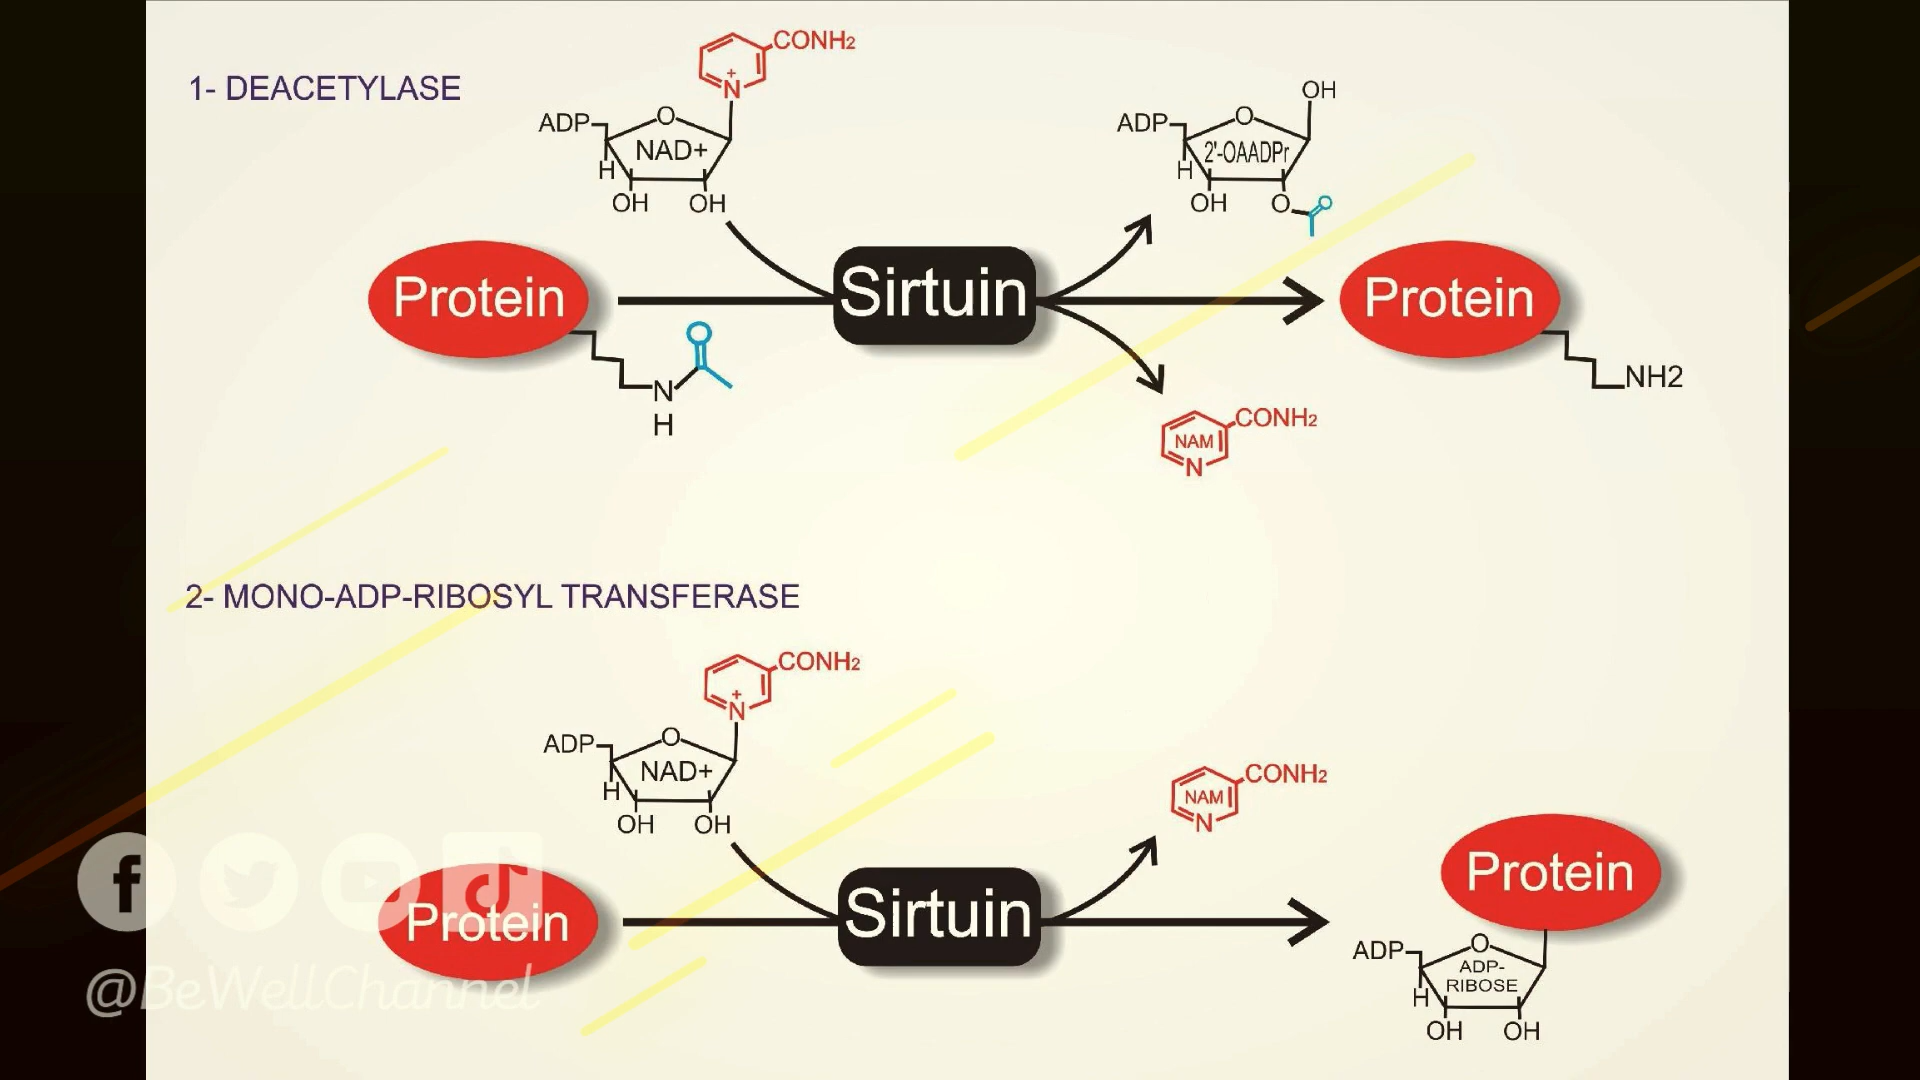 1- DEACETYLASE
CONH2
+
N
ADP
O
NAD+
H
OH
OH
OH
ADP
O
2'-OAADPr
H
OH
O
O
Protein
Sirtuin
Protein
O
N
H
NH2
CONH2
NAM
N
2- MONO-ADP-RIBOSYL TRANSFERASE
CONH2
+
N
ADP
O
NAD+
H
OH
OH
CONH2
NAM
N
Protein
Sirtuin
Protein
ADP
O
ADP-
RIBOSE
H
OH
OH
@BeWellChannel